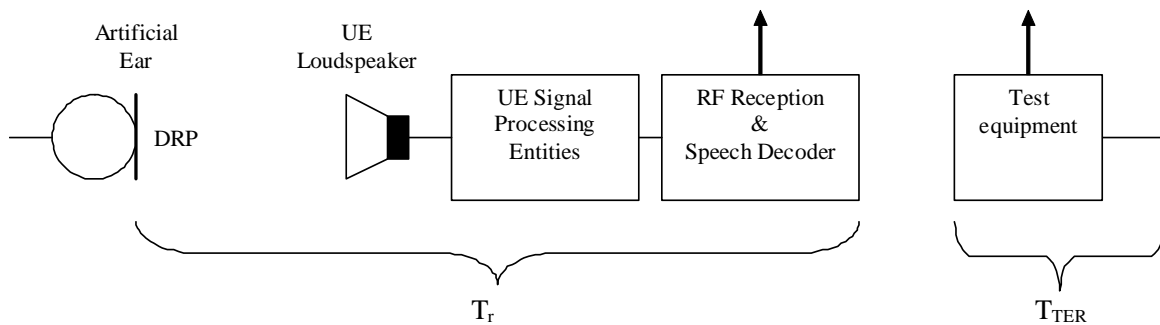 Artificial
Ear
DRP
UE
Loudspeaker
UE Signal
Processing
Entities
RF Reception
&
Speech Decoder
Test
equipment
Tr
TTER